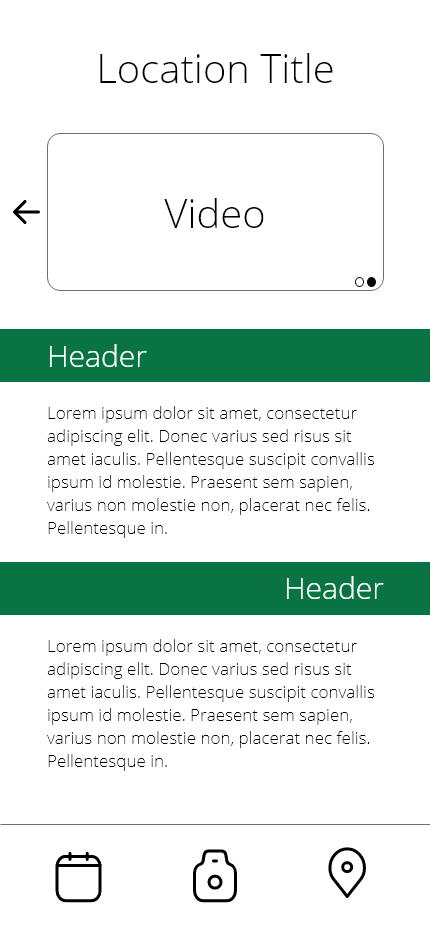 Location Title
Video
Header
Lorem ipsum dolor sit amet, consectetur
adipiscing elit. Donec varius sed risus sit
amet iaculis. Pellentesque suscipit convallis
ipsum id molestie. Praesent sem sapien,
varius non molestie non, placerat nec felis.
Pellentesque in.
Header
Lorem ipsum dolor sit amet, consectetur
adipiscing elit. Donec varius sed risus sit
amet iaculis. Pellentesque suscipit convallis
ipsum id molestie. Praesent sem sapien,
varius non molestie non, placerat nec felis.
Pellentesque in.